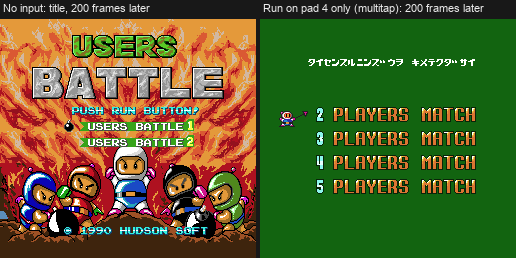 No input: title, 200 frames later
USERS
BATTLE
PUSH RUN BUTTON!
USERS BATTLE 1
USERS BATTLE 2
© 1990 HUDSON SOFT
Run on pad 4 only (multitap): 200 frames later
タイセンスルニンズウヲ キメテクダサイ
2 PLAYERS MATCH
3 PLAYERS MATCH
4 PLAYERS MATCH
5 PLAYERS MATCH